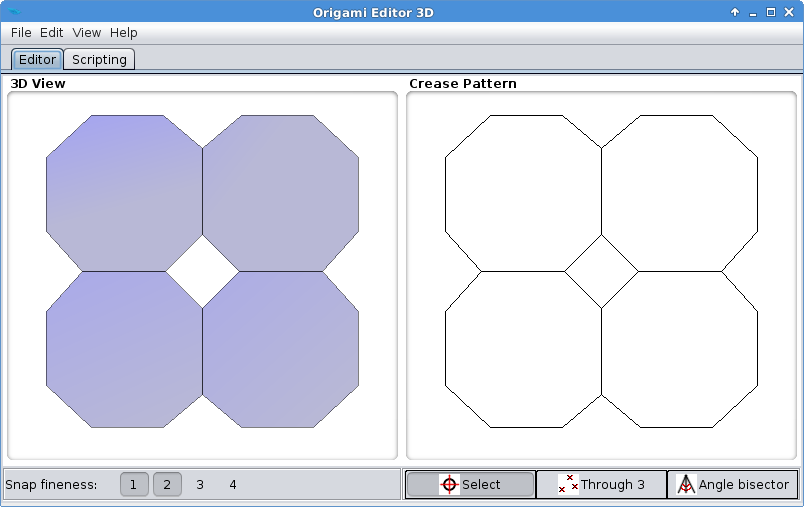 Origami Editor 3D
File Edit View Help
Editor Scripting
3D View
Crease Pattern
Snap fineness: 1 2 3 4
Select
Through 3
Angle bisector